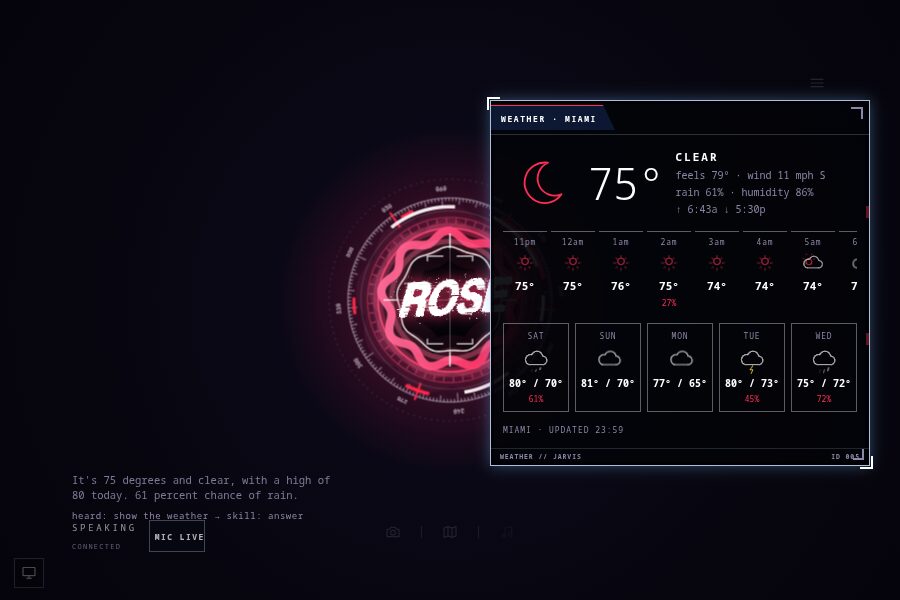 WEATHER · MIAMI
CLEAR
75°
feels 79° · wind 11 mph S
rain 61% · humidity 86%
↑ 6:43a ↓ 5:30p
11pm 12am 1am 2am 3am 4am 5am 6
75° 75° 76° 75° 74° 74° 74° 7
27%
SAT SUN MON TUE WED
80° / 70° 81° / 70° 77° / 65° 80° / 73° 75° / 72°
61% 45% 72%
MIAMI · UPDATED 23:59
WEATHER // JARVIS
ROSE
It's 75 degrees and clear, with a high of
80 today. 61 percent chance of rain.
heard: show the weather → skill: answer
SPEAKING
MIC LIVE
CONNECTED